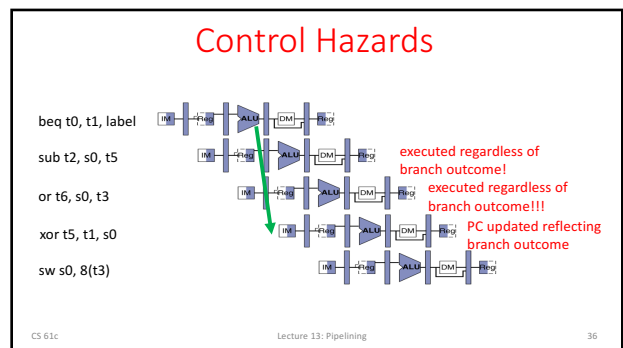 Control Hazards
beq t0, t1, label
IM Reg ALU DM Reg
sub t2, s0, t5
IM Reg ALU DM Reg
executed regardless of
branch outcome!
or t6, s0, t3
IM Reg ALU DM Reg
executed regardless of
branch outcome!!!
xor t5, t1, s0
IM Reg ALU DM Reg
PC updated reflecting
branch outcome
sw s0, 8(t3)
IM Reg ALU DM Reg
CS 61c
Lecture 13: Pipelining
36